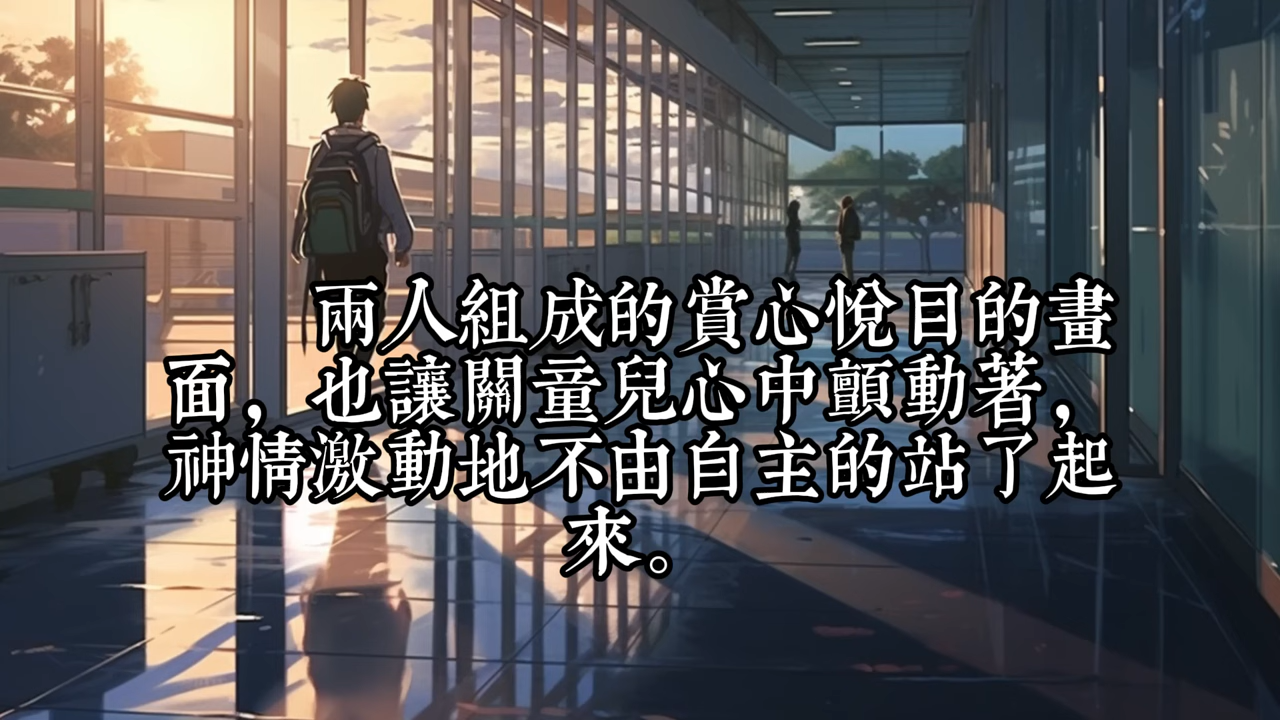 兩人組成的賞心悅目的畫
面，也讓關童兒心中顫動著，
神情激動地不由自主的站了起
來。